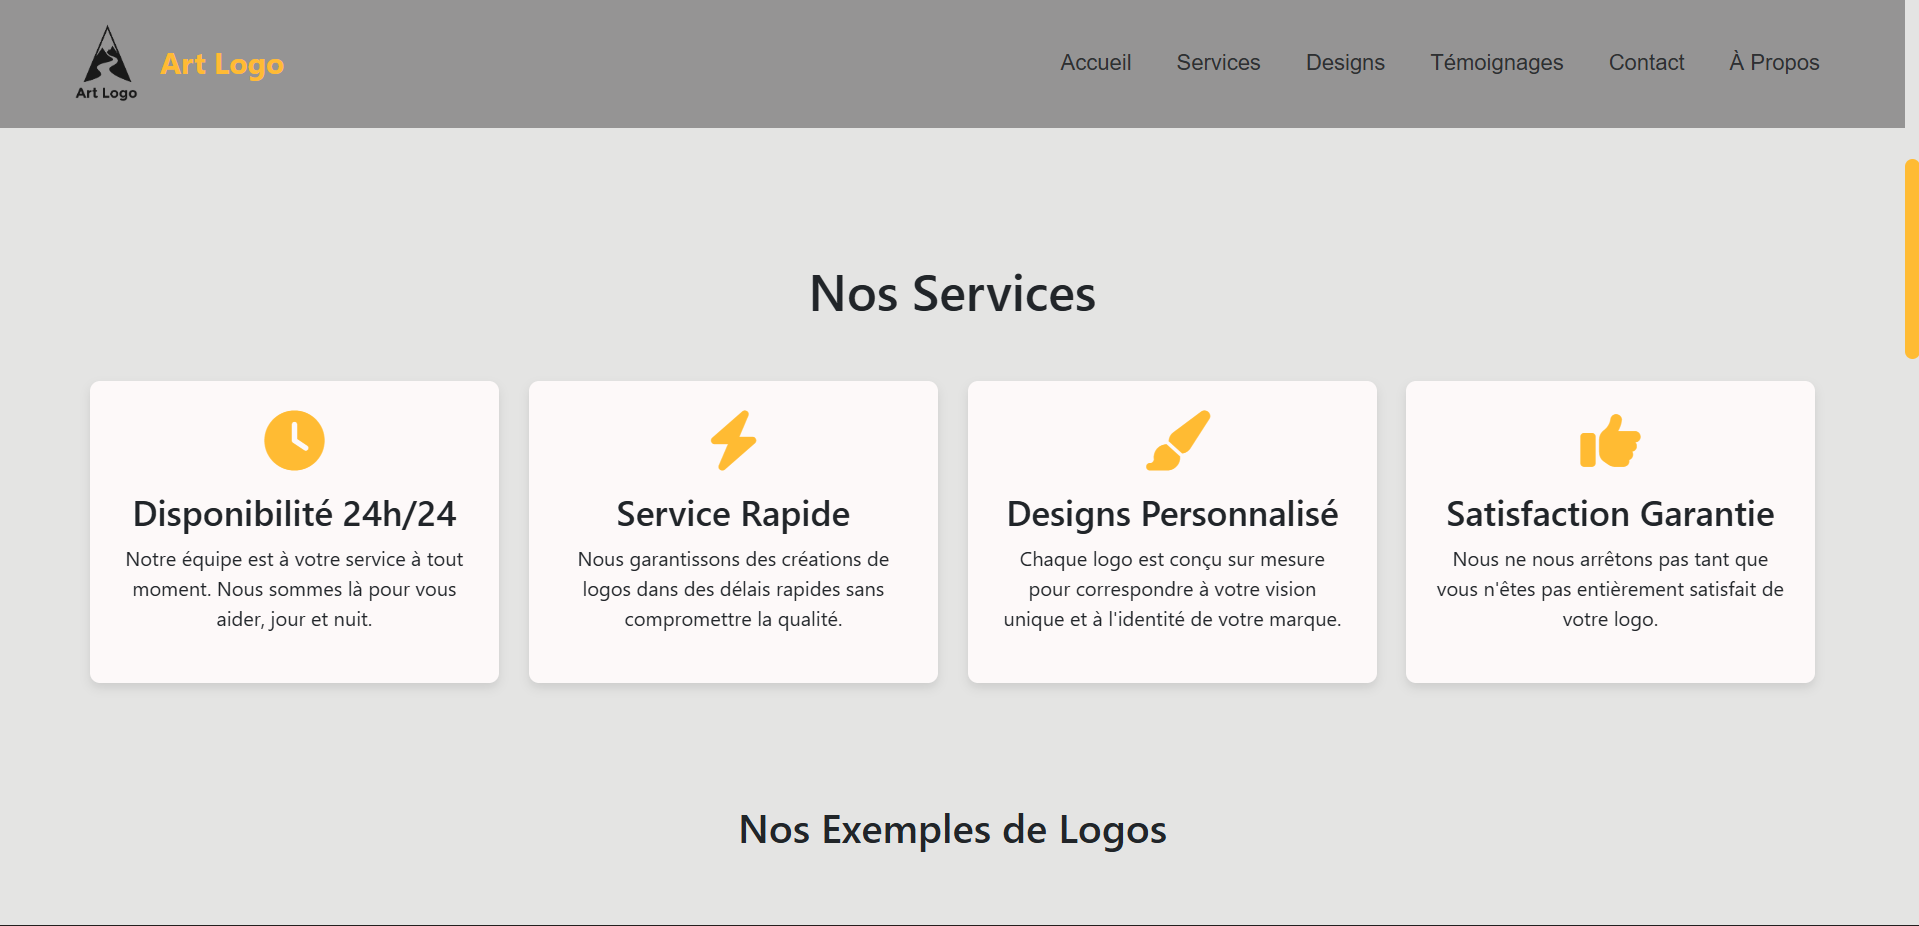 Art Logo
Art Logo
Accueil Services Designs Témoignages Contact À Propos
Nos Services
Disponibilité 24h/24
Notre équipe est à votre service à tout
moment. Nous sommes là pour vous
aider, jour et nuit.
Service Rapide
Nous garantissons des créations de
logos dans des délais rapides sans
compromettre la qualité.
Designs Personnalisé
Chaque logo est conçu sur mesure
pour correspondre à votre vision
unique et à l'identité de votre marque.
Satisfaction Garantie
Nous ne nous arrêtons pas tant que
vous n'êtes pas entièrement satisfait de
votre logo.
Nos Exemples de Logos